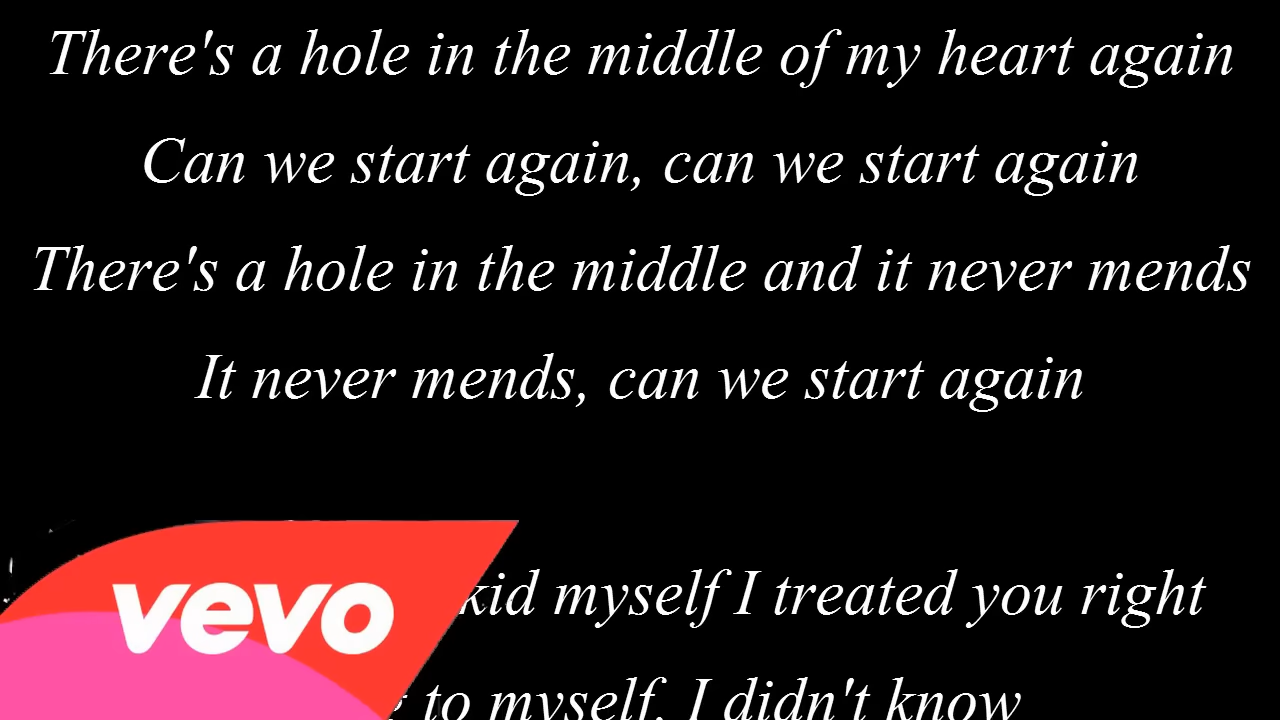 There's a hole in the middle of my heart again
Can we start again, can we start again
There's a hole in the middle and it never mends
It never mends, can we start again
kid myself I treated you right
to myself, I didn't know
vevo